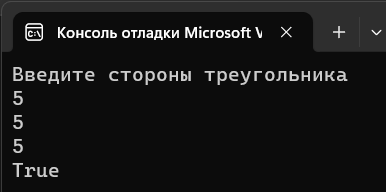 Консоль отладки Microsoft V
Введите стороны треугольника
5
5
5
True